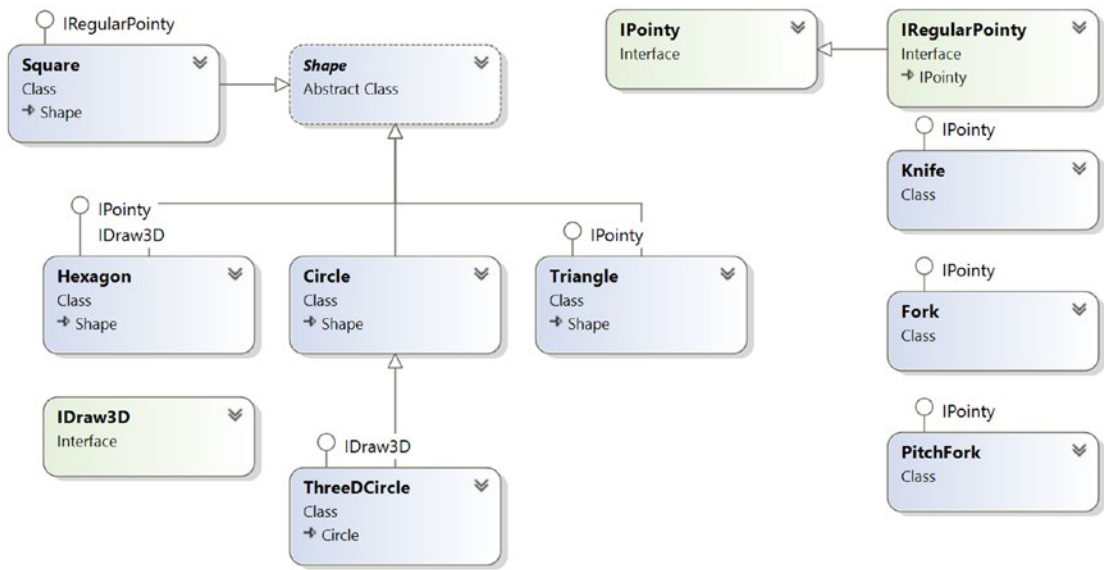 IRegularPointy
Square
Class
Shape
Shape
Abstract Class
IPointy
Interface
IRegularPointy
Interface
IPointy
IPointy
Knife
Class
IPointy
IDraw3D
Hexagon
Class
Shape
Circle
Class
Shape
IPointy
Triangle
Class
Shape
IPointy
Fork
Class
IDraw3D
Interface
IDraw3D
ThreeDCircle
Class
Circle
IPointy
PitchFork
Class